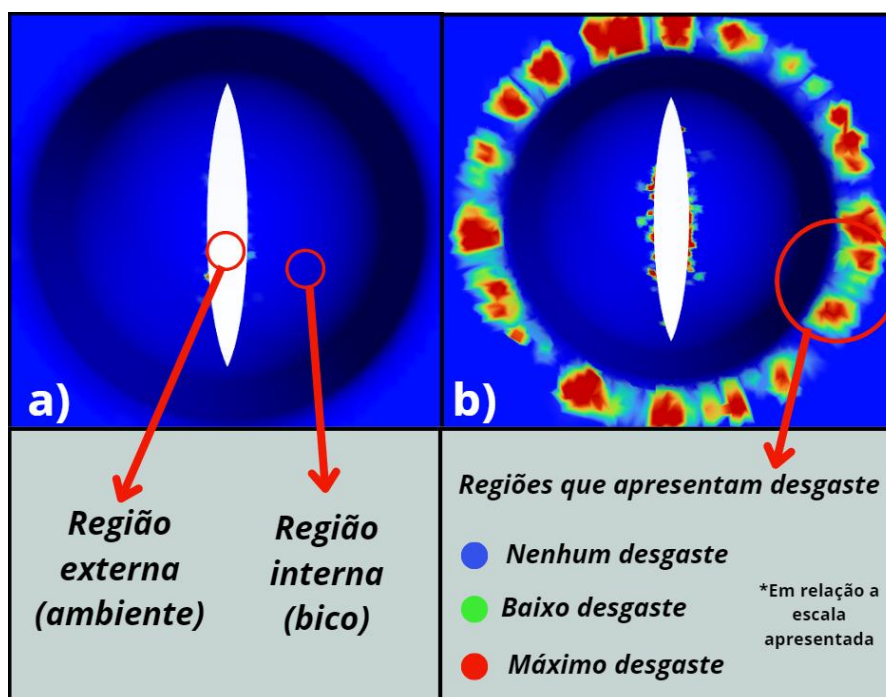 a)
b)
Região
externa
(ambiente)
Região
interna
(bico)
Regiões que apresentam desgaste
Nenhum desgaste
Baixo desgaste
Máximo desgaste
*Em relação a
escala
apresentada